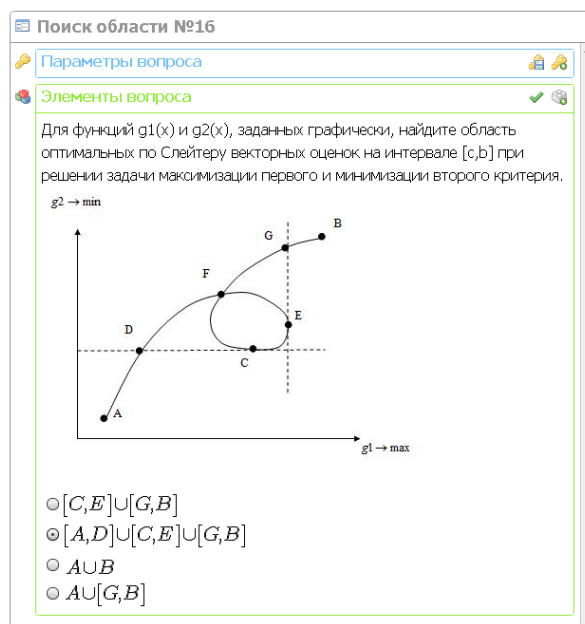 Поиск области №16
Параметры вопроса
Элементы вопроса
Для функций g1(x) и g2(x), заданных графически, найдите область
оптимальных по Слейтеру векторных оценок на интервале [c,b] при
решении задачи максимизации первого и минимизации второго критерия.
g2 → min
B
G
F
E
D
C
A
g1 → max
[C,E]∪[G,B]
[A,D]∪[C,E]∪[G,B]
A∪B
A∪[G,B]